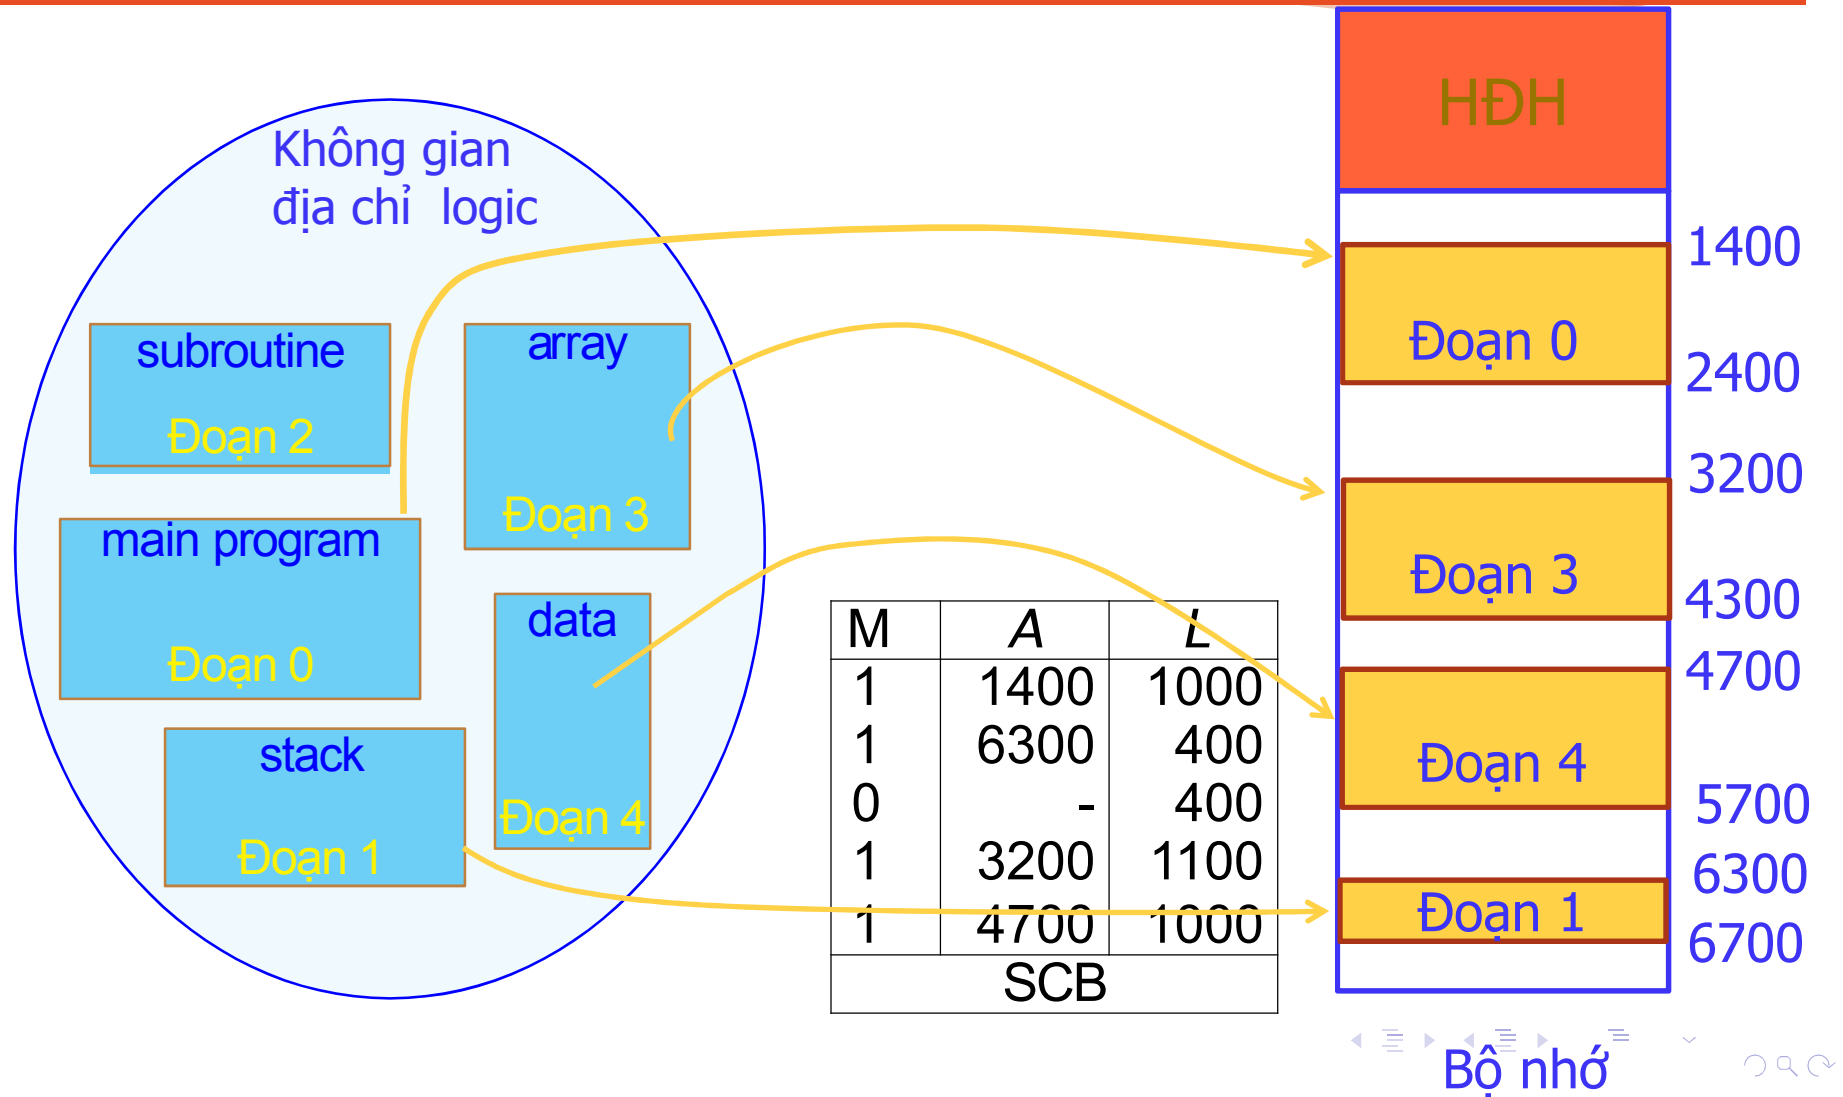 HĐH
Không gian
địa chỉ logic
subroutine
Đoạn 2
array
Đoạn 3
main program
Đoạn 0
data
Đoạn 4
stack
Đoạn 1
M A L
1 1400 1000
1 6300 400
0 - 400
1 3200 1100
1 4700 1000
SCB
1400
Đoạn 0
2400
3200
Đoạn 3
4300
4700
Đoạn 4
5700
6300
Đoạn 1
6700
Bộ nhớ